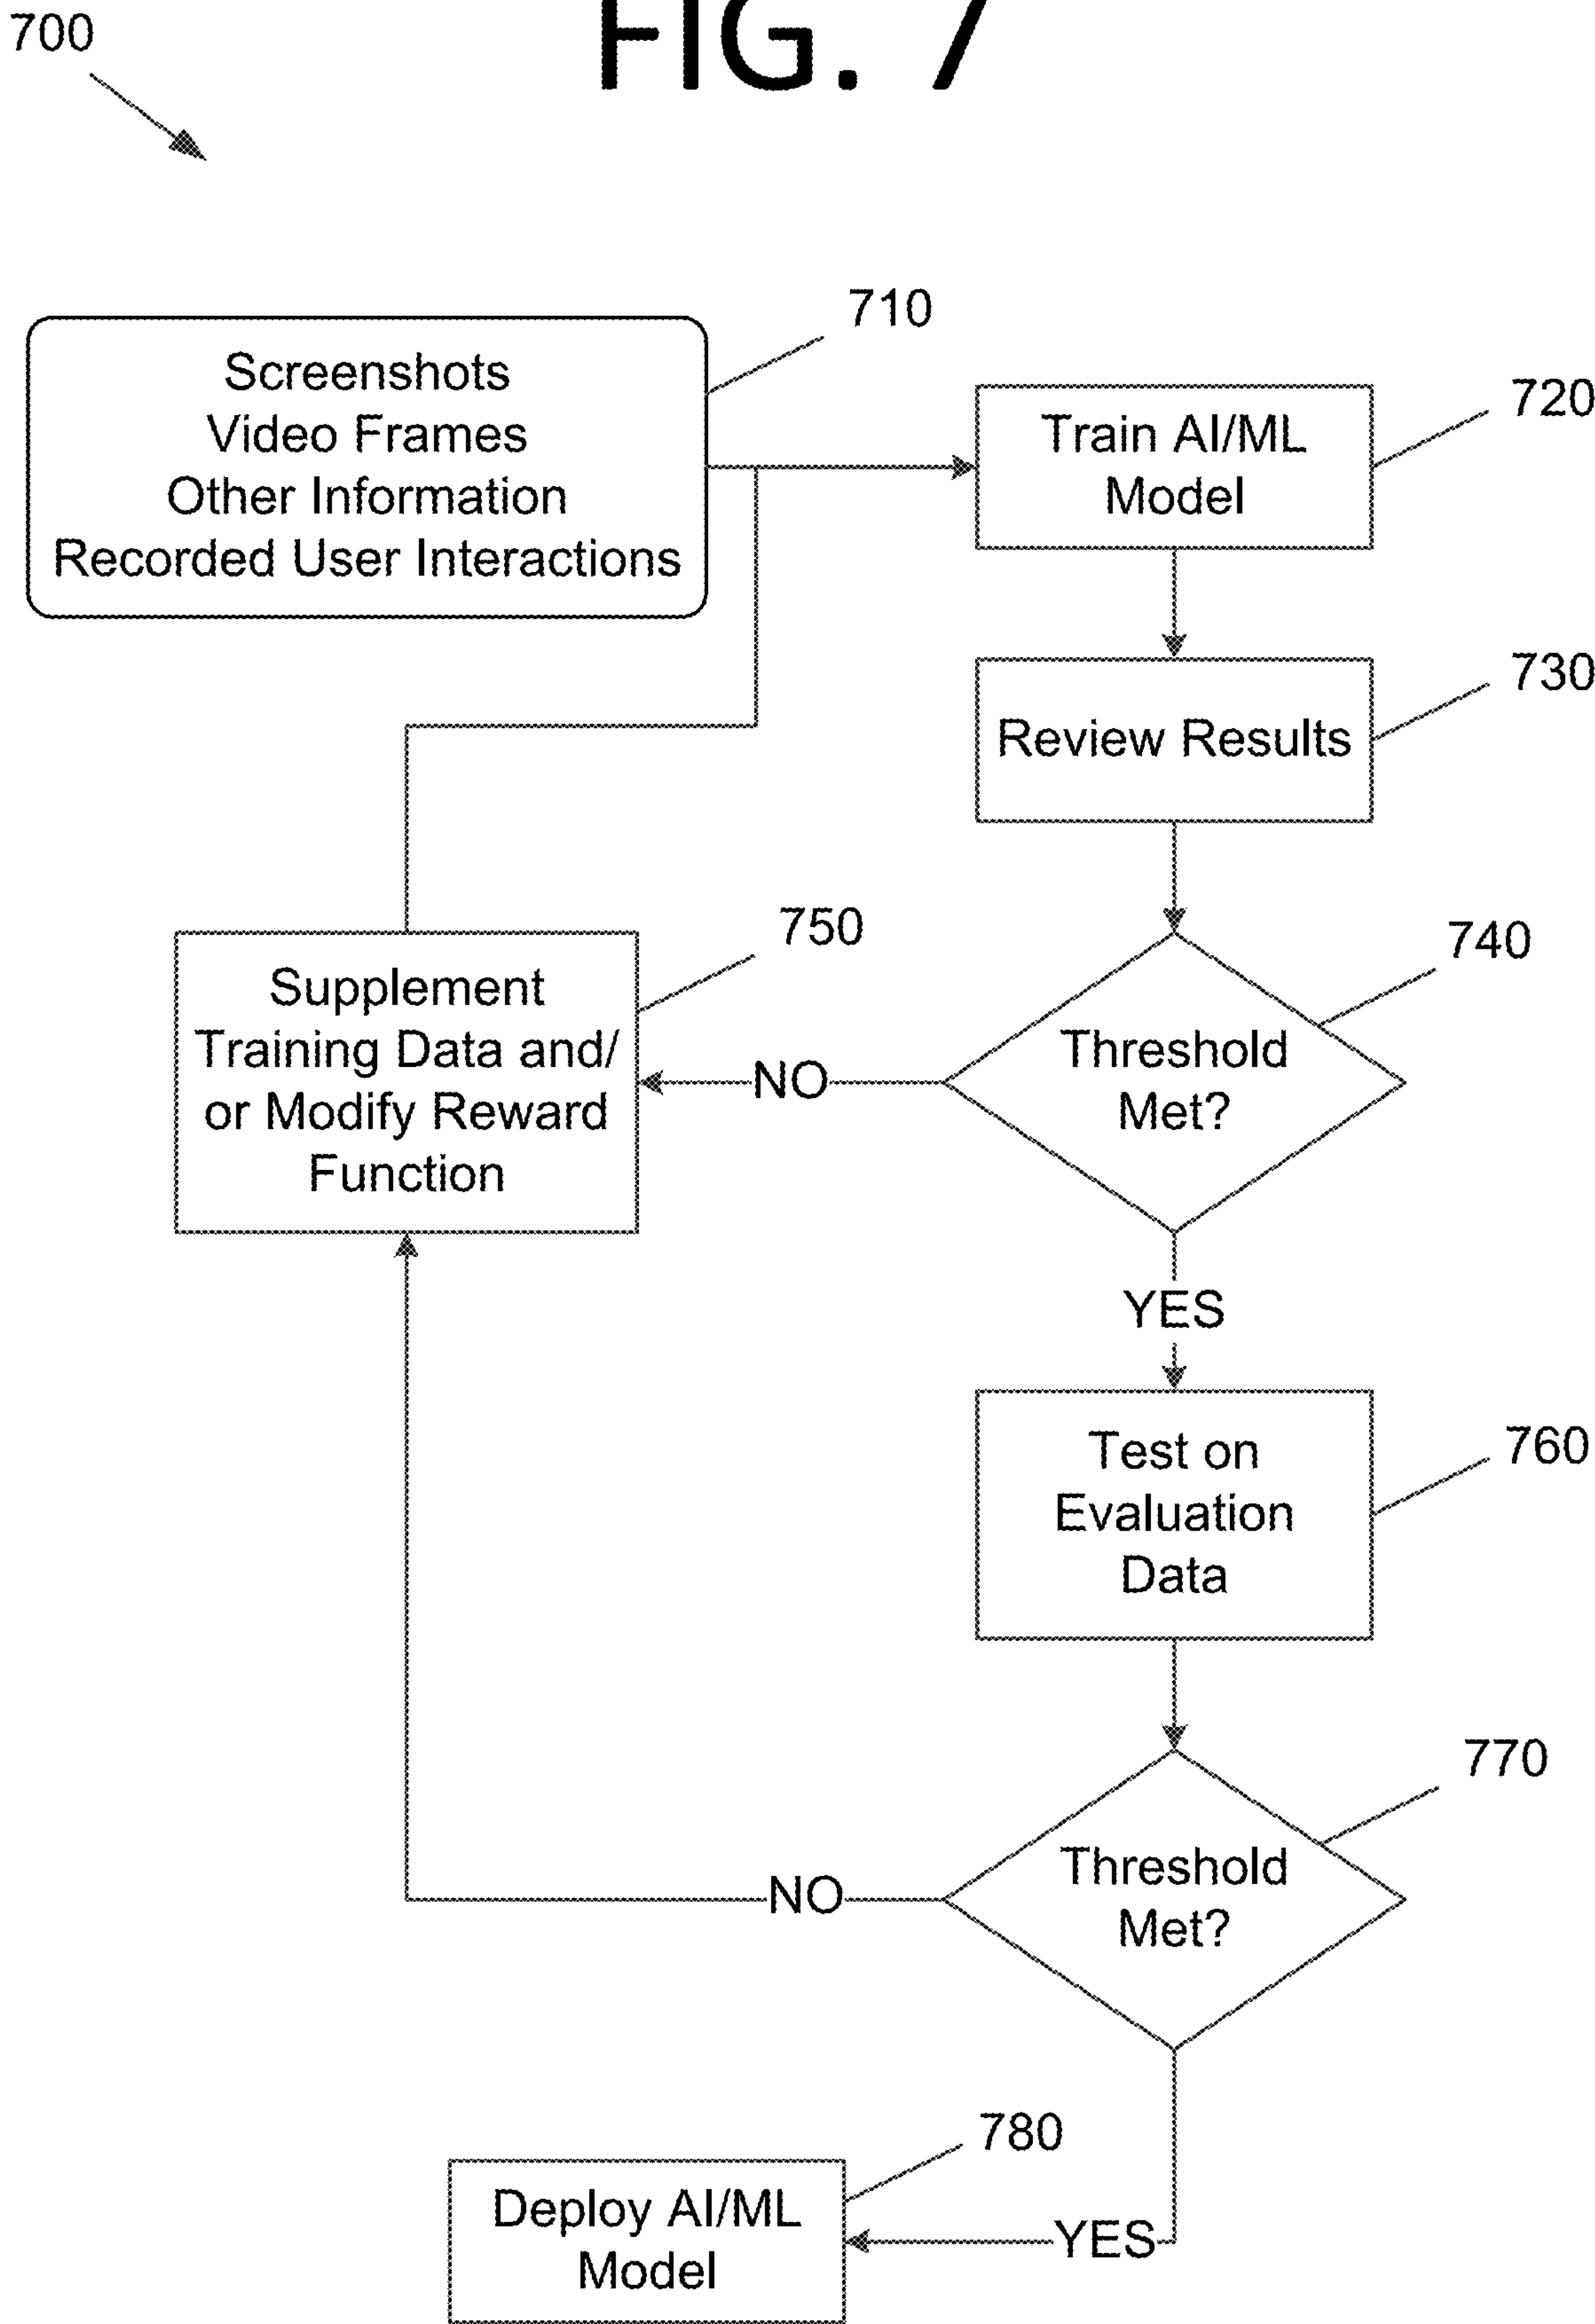 FIG. 7
700
710
Screenshots
Video Frames
Other Information
Recorded User Interactions
720
Train AI/ML
Model
730
Review Results
740
Threshold
Met?
750
Supplement
Training Data and/
or Modify Reward
Function
NO
YES
760
Test on
Evaluation
Data
770
Threshold
Met?
NO
YES
780
Deploy AI/ML
Model